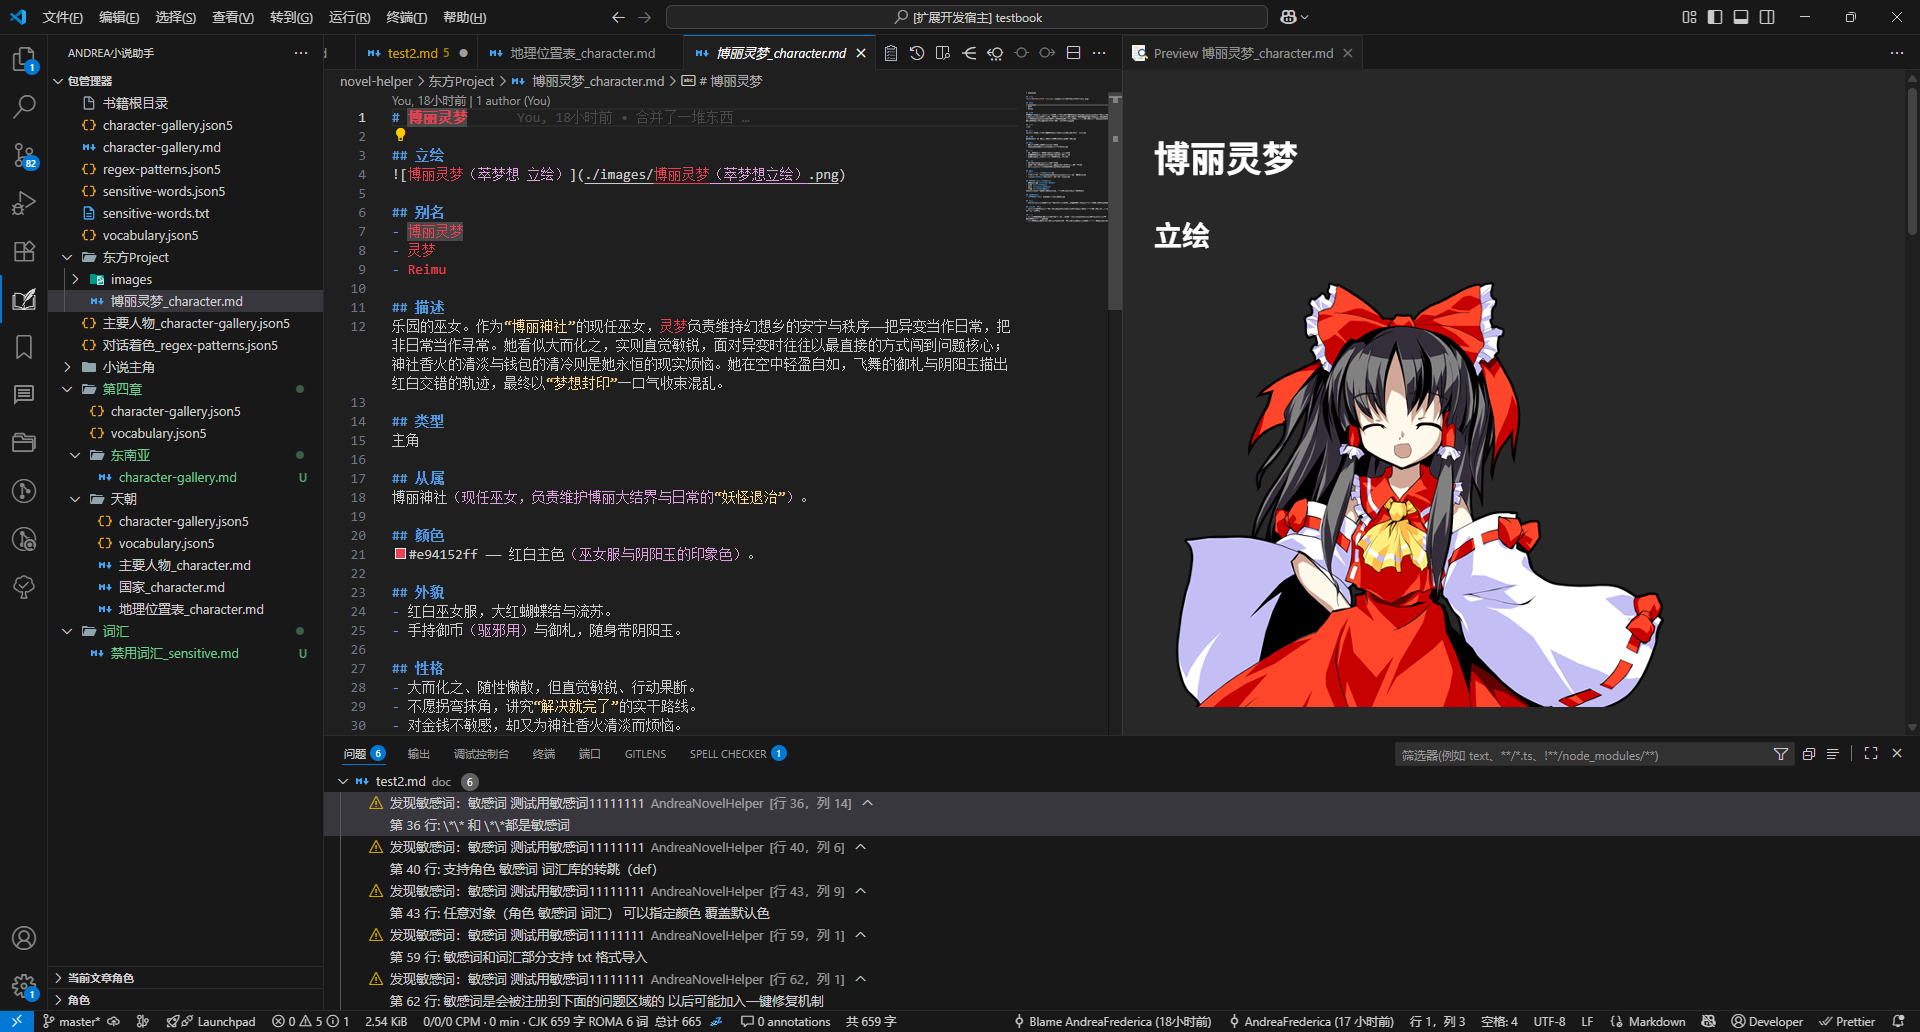 文件(F) 编辑(E) 选择(S) 查看(V) 转到(G) 运行(R) 终端(T) 帮助(H)
[扩展开发宿主] testbook
ANDREA小说助手
包管理器
书籍根目录
character-gallery.json5
character-gallery.md
regex-patterns.json5
sensitive-words.json5
sensitive-words.txt
vocabulary.json5
东方Project
images
博丽灵梦_character.md
主要人物_character-gallery.json5
对话着色_regex-patterns.json5
小说主角
第四章
character-gallery.json5
vocabulary.json5
东南亚
character-gallery.md U
天朝
character-gallery.json5
vocabulary.json5
主要人物_character.md
国家_character.md
地理位置表_character.md
词汇
禁用词汇_sensitive.md U
当前文章角色
角色
1
82
1
test2.md 5
地理位置表_character.md
博丽灵梦_character.md
novel-helper > 东方Project > 博丽灵梦_character.md > # 博丽灵梦
You, 18小时前 | 1 author (You)
1 # 博丽灵梦 You, 18小时前 • 合并了一堆东西 …
2
3 ## 立绘
4 ![博丽灵梦（萃梦想 立绘）](./images/博丽灵梦（萃梦想立绘）.png)
5
6 ## 别名
7 - 博丽灵梦
8 - 灵梦
9 - Reimu
10
11 ## 描述
12 乐园的巫女。作为“博丽神社”的现任巫女，灵梦负责维持幻想乡的安宁与秩序—把异变当作日常，把
非日常当作寻常。她看似大而化之，实则直觉敏锐，面对异变时往往以最直接的方式闯到问题核心；
神社香火的清淡与钱包的清冷则是她永恒的现实烦恼。她在空中轻盈自如，飞舞的御札与阴阳玉描出
红白交错的轨迹，最终以“梦想封印”一口气收束混乱。
13
14 ## 类型
15 主角
16
17 ## 从属
18 博丽神社（现任巫女，负责维护博丽大结界与日常的“妖怪退治”）。
19
20 ## 颜色
21 #e94152ff —— 红白主色（巫女服与阴阳玉的印象色）。
22
23 ## 外貌
24 - 红白巫女服，大红蝴蝶结与流苏。
25 - 手持御币（驱邪用）与御札，随身带阴阳玉。
26
27 ## 性格
28 - 大而化之、随性懒散，但直觉敏锐、行动果断。
29 - 不愿拐弯抹角，讲究“解决就完了”的实干路线。
30 - 对金钱不敏感，却又为神社香火清淡而烦恼。
Preview 博丽灵梦_character.md
博丽灵梦
立绘
问题 6 输出 调试控制台 终端 端口 GITLENS SPELL CHECKER 1
筛选器(例如 text、**/*.ts、!**/node_modules/**)
test2.md doc 6
发现敏感词：敏感词 测试用敏感词11111111 AndreaNovelHelper [行 36，列 14]
第 36 行: \*\* 和 \*\*都是敏感词
发现敏感词：敏感词 测试用敏感词11111111 AndreaNovelHelper [行 40，列 6]
第 40 行: 支持角色 敏感词 词汇库的转跳（def）
发现敏感词：敏感词 测试用敏感词11111111 AndreaNovelHelper [行 43，列 9]
第 43 行: 任意对象（角色 敏感词 词汇） 可以指定颜色 覆盖默认色
发现敏感词：敏感词 测试用敏感词11111111 AndreaNovelHelper [行 59，列 1]
第 59 行: 敏感词和词汇部分支持 txt 格式导入
发现敏感词：敏感词 测试用敏感词11111111 AndreaNovelHelper [行 62，列 1]
第 62 行: 敏感词是会被注册到下面的问题区域的 以后可能加入一键修复机制
master* Launchpad 0 5 1 2.54 KiB 0/0/0 CPM · 0 min · CJK 659 字 ROMA 6 词 总计 665 0 annotations 共 659 字 Blame AndreaFrederica (18小时前) AndreaFrederica (17 小时前) 行 1，列 3 空格: 4 UTF-8 LF Markdown Developer Prettier